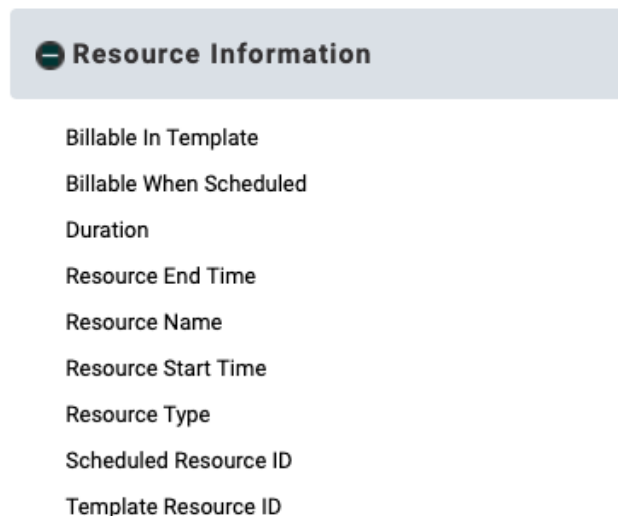 Resource Information
Billable In Template
Billable When Scheduled
Duration
Resource End Time
Resource Name
Resource Start Time
Resource Type
Scheduled Resource ID
Template Resource ID